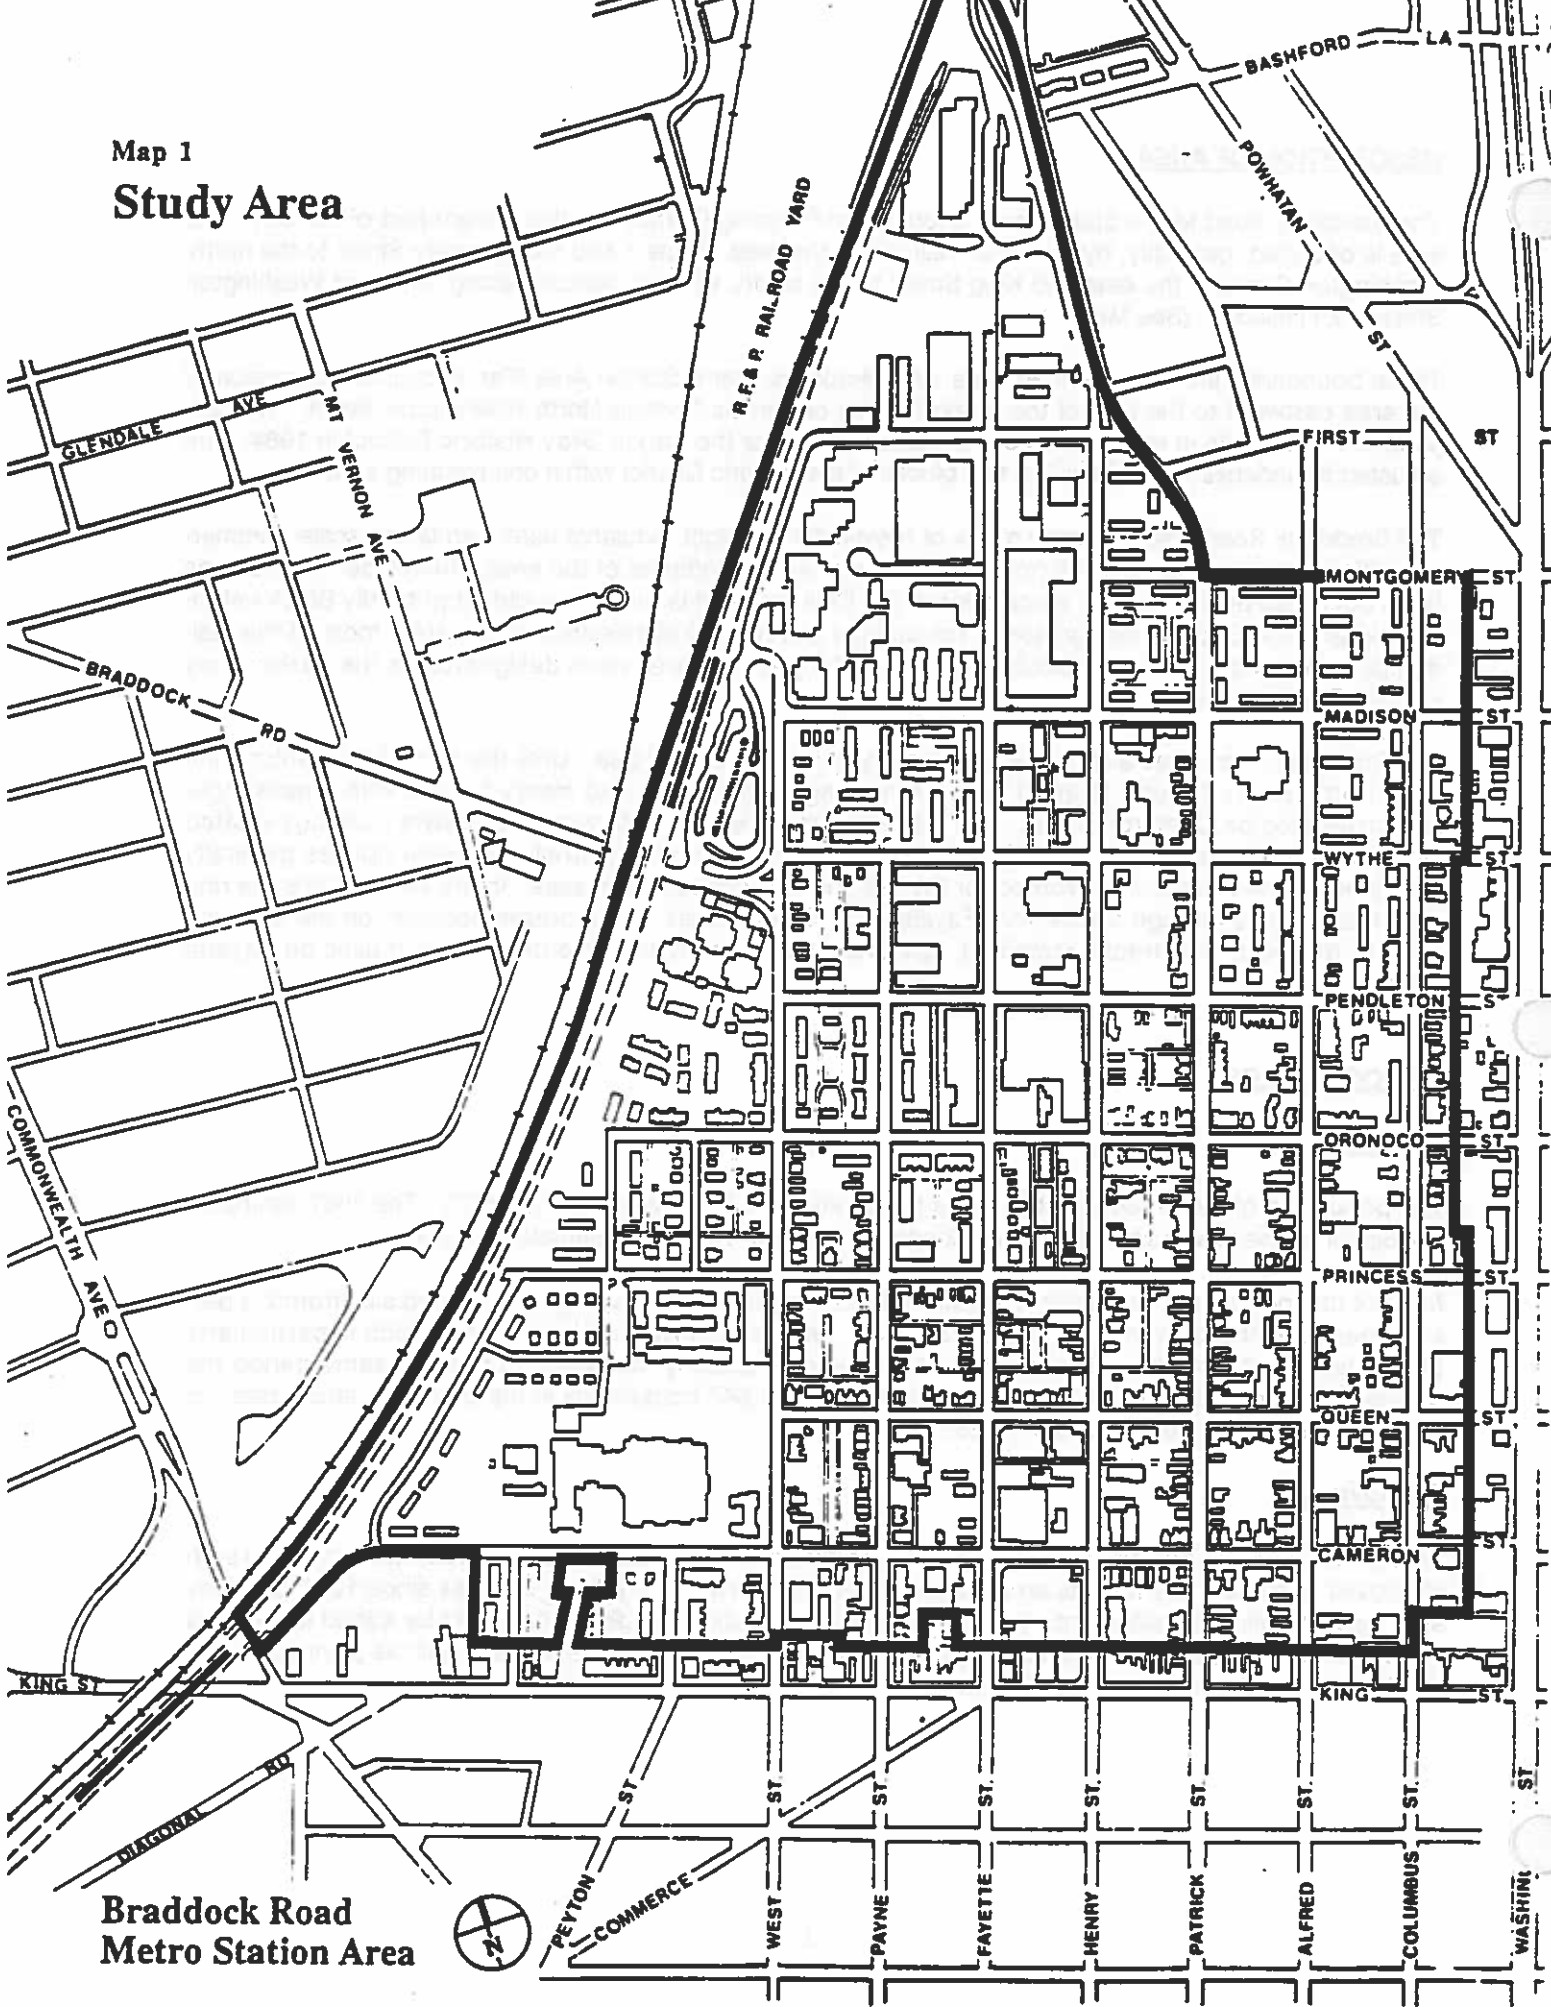 Map 1
Study Area
BASHFORD LA
POWHATAN ST
R.F.& P. RAILROAD YARD
GLENDALE AVE
MT VERNON AVE
FIRST ST
MONTGOMERY ST
BRADDOCK RD
MADISON ST
WYTHE ST
PENDLETON ST
COMMONWEALTH AVE
ORONOCO ST
PRINCESS ST
QUEEN ST
CAMERON ST
KING ST
KING ST
DIAGONAL RD
PEYTON ST
COMMERCE
WEST ST.
PAYNE ST.
FAYETTE ST.
HENRY ST.
PATRICK ST.
ALFRED ST.
COLUMBUS ST.
ST
Braddock Road
Metro Station Area
N